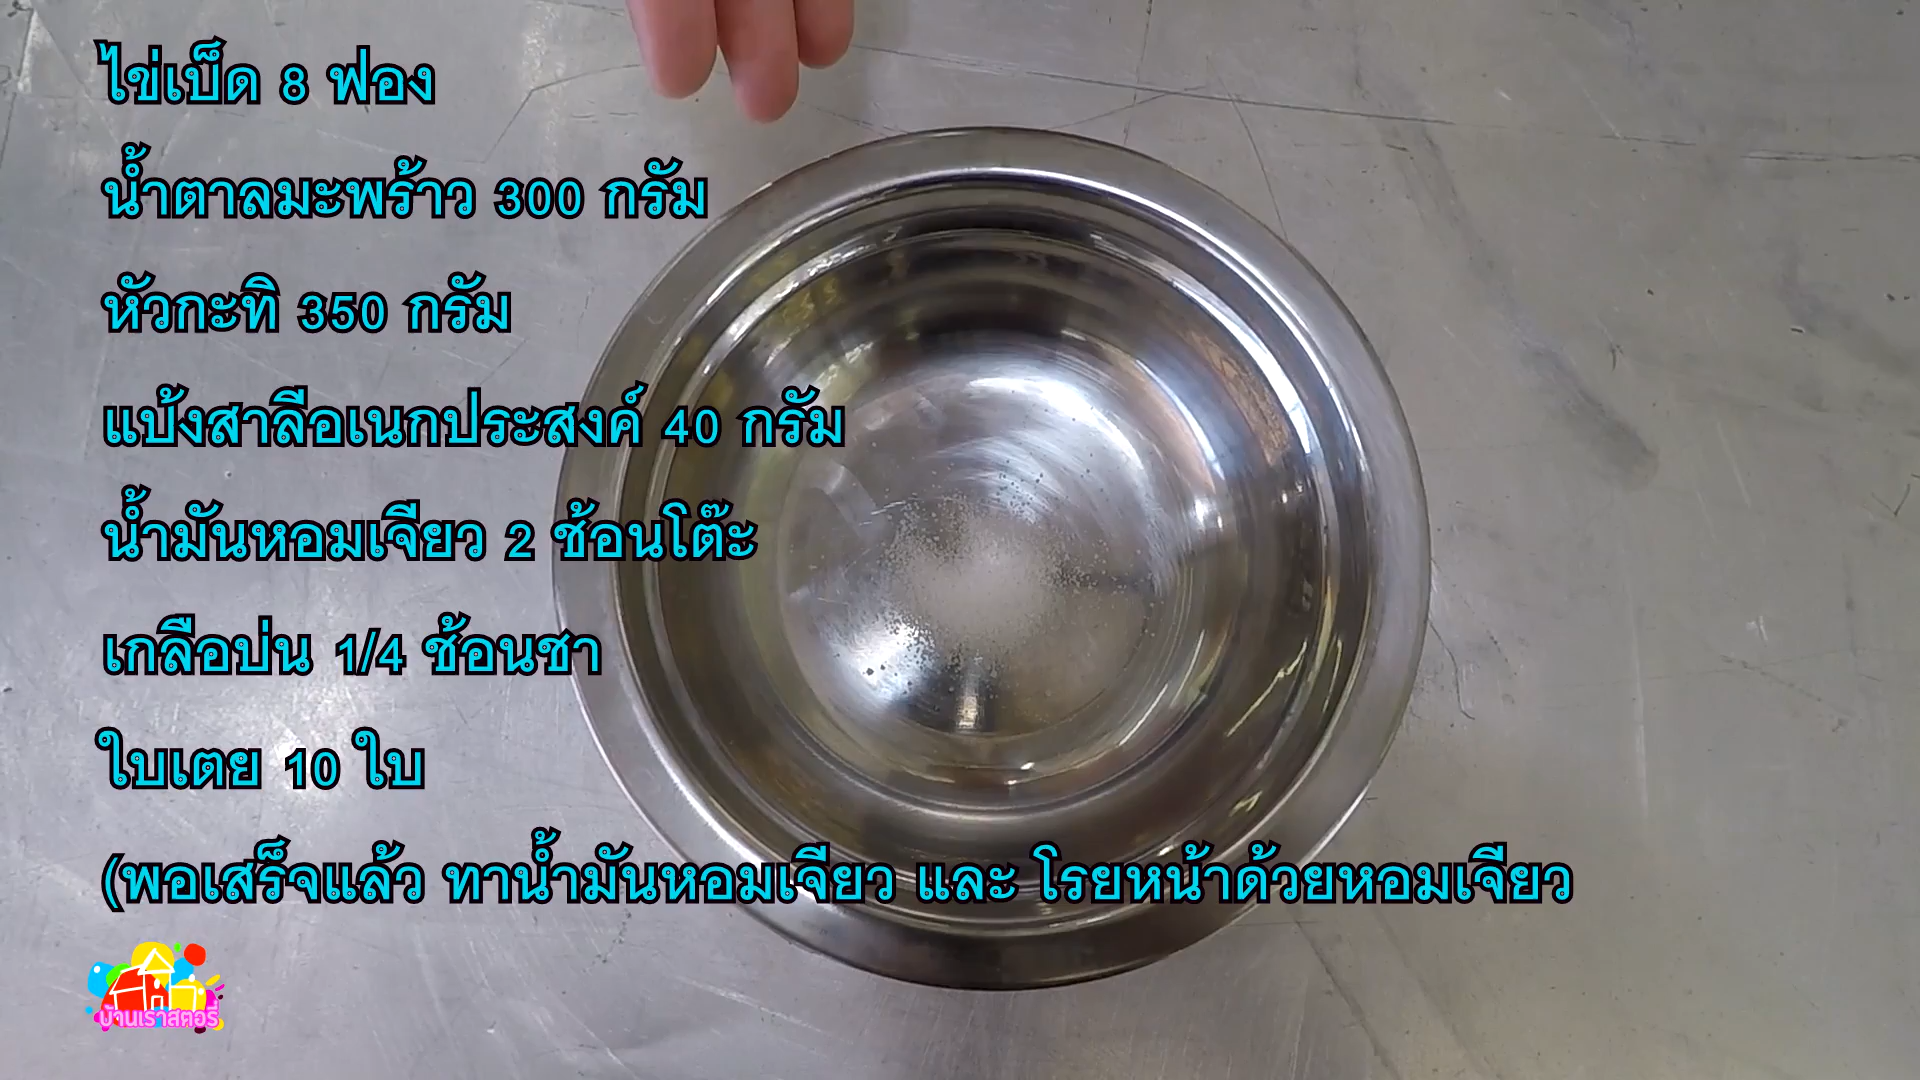 ไข่เป็ด 8 ฟอง
น้ำตาลมะพร้าว 300 กรัม
หัวกะทิ 350 กรัม
แป้งสาลีอเนกประสงค์ 40 กรัม
น้ำมันหอมเจียว 2 ช้อนโต๊ะ
เกลือป่น 1/4 ช้อนชา
ใบเตย 10 ใบ
(พอเสร็จแล้ว ทาน้ำมันหอมเจียว และ โรยหน้าด้วยหอมเจียว
บ้านเราสตอรี่